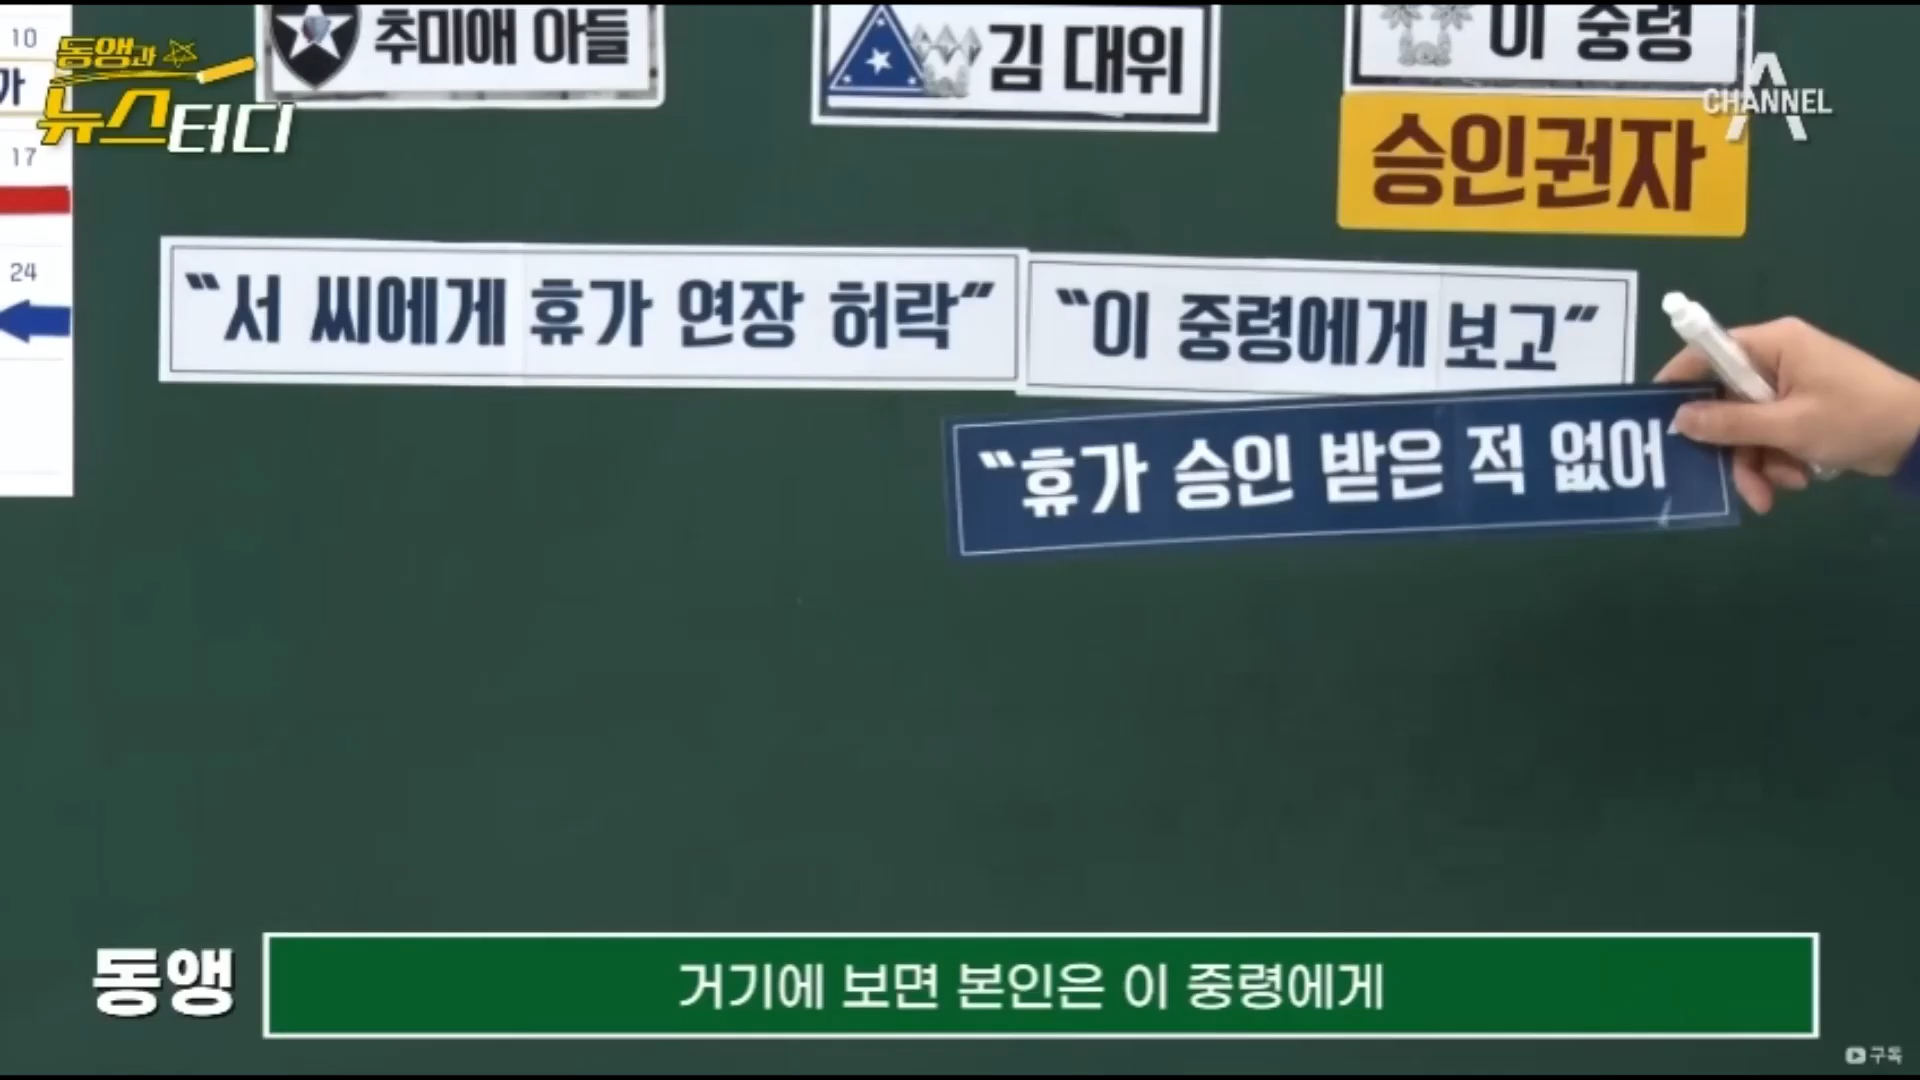 10
가
17
24
동앵과
뉴스터디
추미애 아들
김 대위
이 중령
CHANNEL A
승인권자
"서 씨에게 휴가 연장 허락"
"이 중령에게 보고"
"휴가 승인 받은 적 없어
동앵
거기에 보면 본인은 이 중령에게
구독